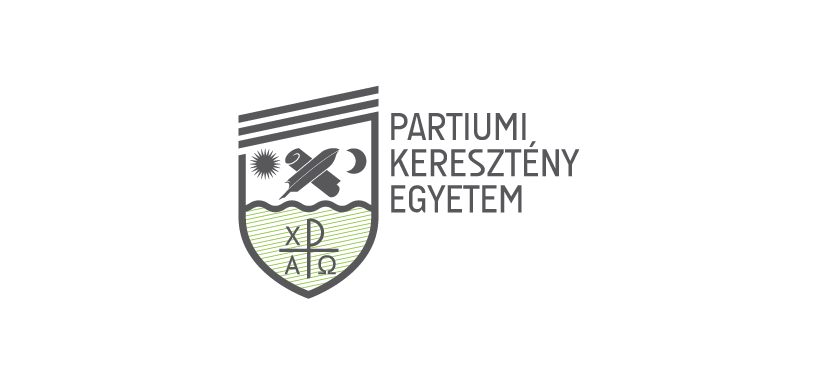 PARTIUMI
KERESZTÉNY
EGYETEM
X P
A Ω